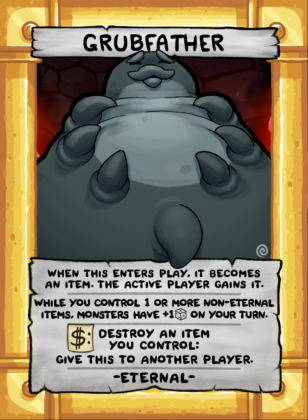 GRUBFATHER
WHEN THIS ENTERS PLAY, IT BECOMES
AN ITEM. THE ACTIVE PLAYER GAINS IT.
WHILE YOU CONTROL 1 OR MORE NON-ETERNAL
ITEMS, MONSTERS HAVE +1 ON YOUR TURN.
$: DESTROY AN ITEM
YOU CONTROL:
GIVE THIS TO ANOTHER PLAYER.
-ETERNAL-